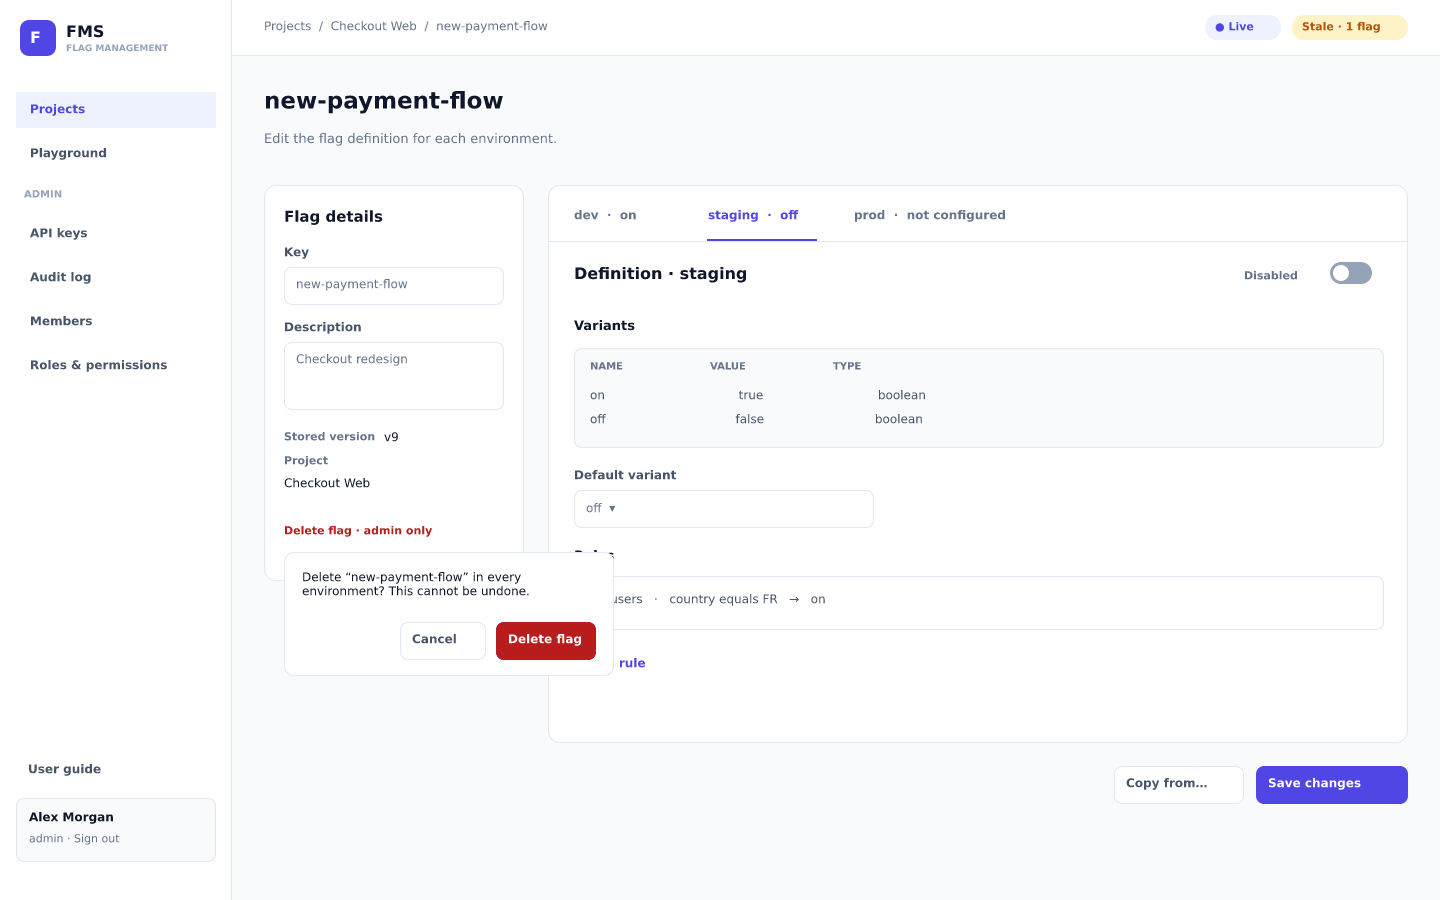 F
FMS
FLAG MANAGEMENT
Projects
Playground
ADMIN
API keys
Audit log
Members
Roles & permissions
User guide
Alex Morgan
admin · Sign out
Projects / Checkout Web / new-payment-flow
● Live
Stale · 1 flag
new-payment-flow
Edit the flag definition for each environment.
Flag details
Key
new-payment-flow
Description
Checkout redesign
Stored version v9
Project
Checkout Web
Delete flag · admin only
Delete “new-payment-flow” in every
environment? This cannot be undone.
Cancel
Delete flag
dev · on
staging · off
prod · not configured
Definition · staging
Disabled
Variants
NAME VALUE TYPE
on true boolean
off false boolean
Default variant
off ▾
users · country equals FR → on
rule
Copy from…
Save changes